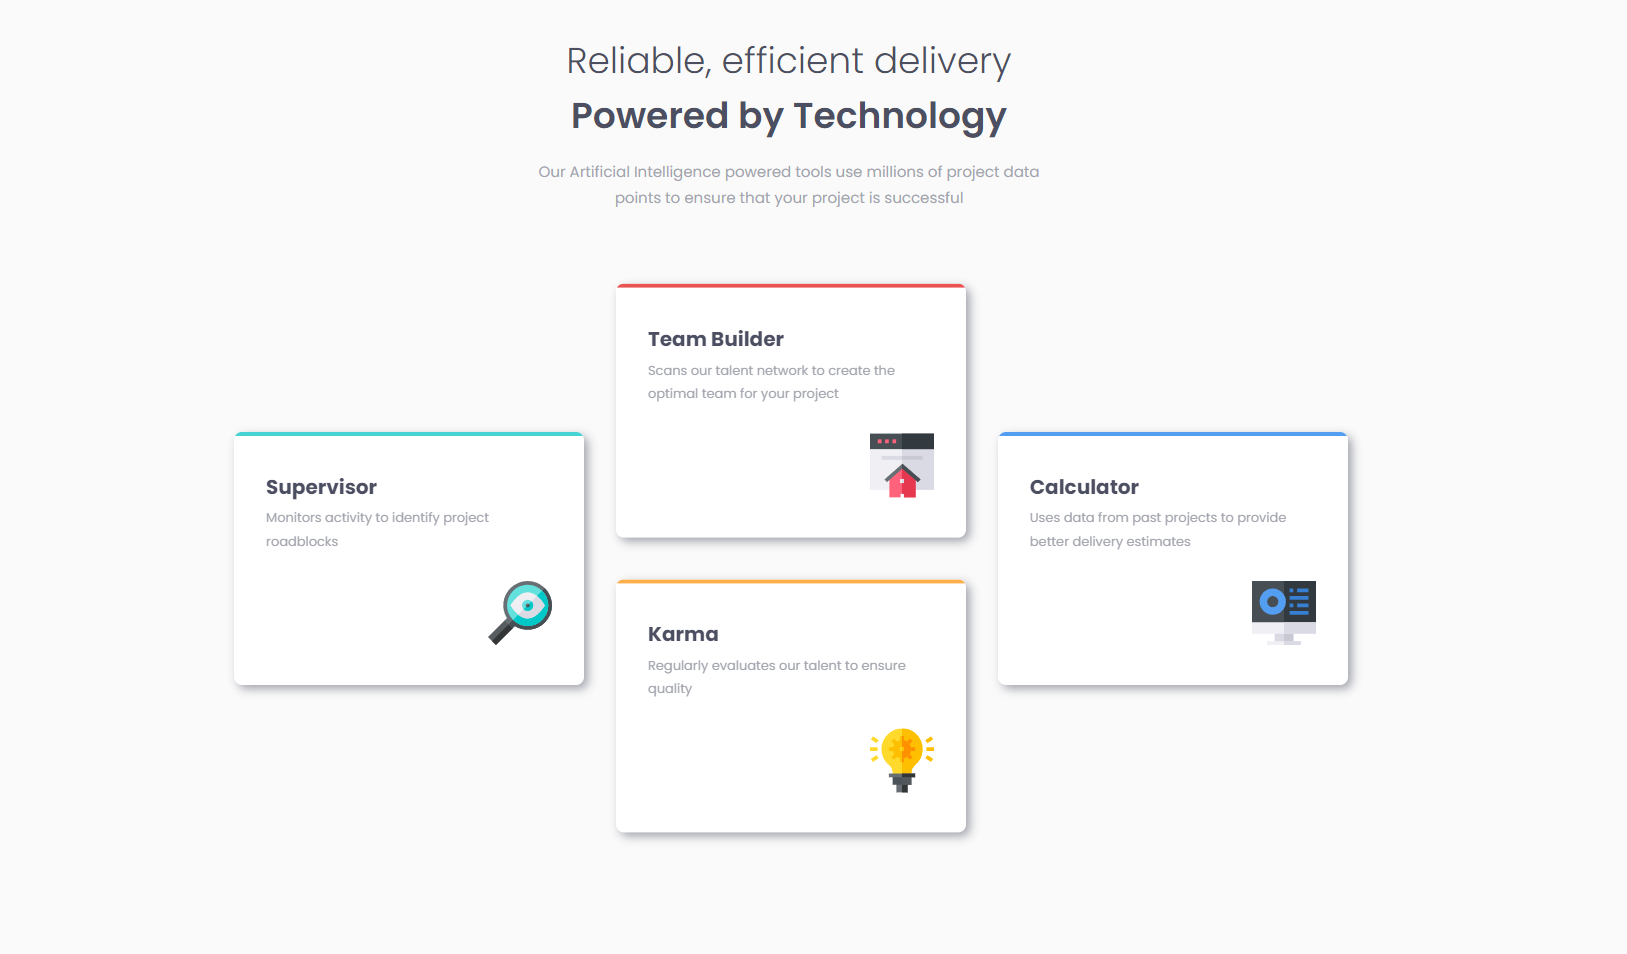 Reliable, efficient delivery
Powered by Technology
Our Artificial Intelligence powered tools use millions of project data
points to ensure that your project is successful
Team Builder
Scans our talent network to create the
optimal team for your project
Supervisor
Monitors activity to identify project
roadblocks
Calculator
Uses data from past projects to provide
better delivery estimates
Karma
Regularly evaluates our talent to ensure
quality